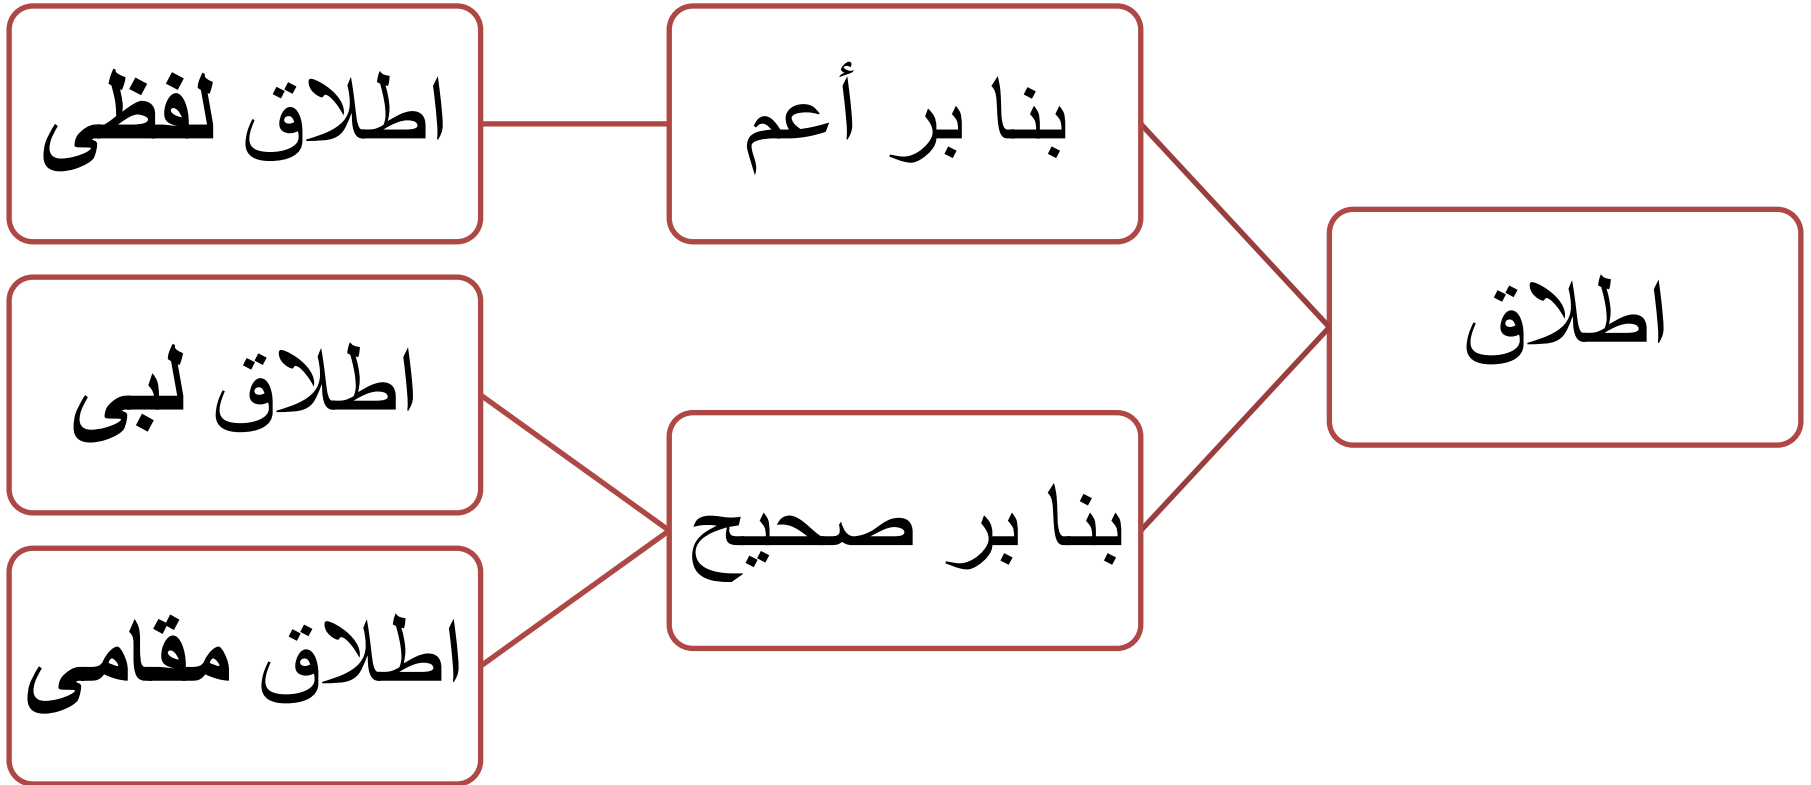 اطلاق
بنا بر أعم
اطلاق لفظی
بنا بر صحیح
اطلاق لبی
اطلاق مقامی